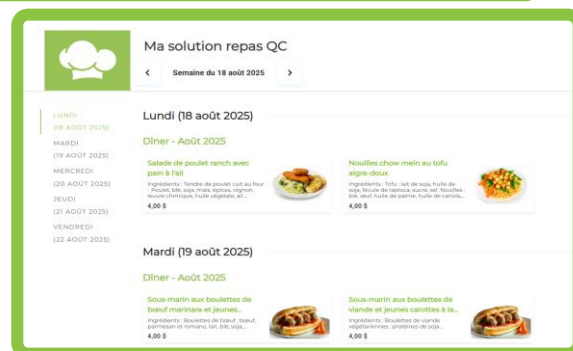 Ma solution repas QC
Semaine du 18 août 2025
LUNDI
(18 AOÛT 2025)
MARDI
(19 AOÛT 2025)
MERCREDI
(20 AOÛT 2025)
JEUDI
(21 AOÛT 2025)
VENDREDI
(22 AOÛT 2025)
Lundi (18 août 2025)
Dîner - Août 2025
Salade de poulet ranch avec
pain à l'ail
Ingrédients : Tendre de poulet cuit au four
: Poulet, blé, soja, maïs, épices, oignon,
levure chimique, huile végétale, ail...
4,00 $
Nouilles chow mein au tofu
aigre-doux
Ingrédients : Tofu : lait de soja, huile de
soja, fécule de tapioca, sucre, sel. Nouilles :
blé, œuf, huile de palme, huile de canola...
4,00 $
Mardi (19 août 2025)
Dîner - Août 2025
Sous-marin aux boulettes de
bœuf marinara et jeunes...
Ingrédients : Boulettes de bœuf : bœuf,
parmesan et romano, lait, blé, soja,...
4,00 $
Sous-marin aux boulettes de
viande et jeunes carottes à la...
Ingrédients : Boulettes de viande
végétariennes : protéines de soja...
4,00 $